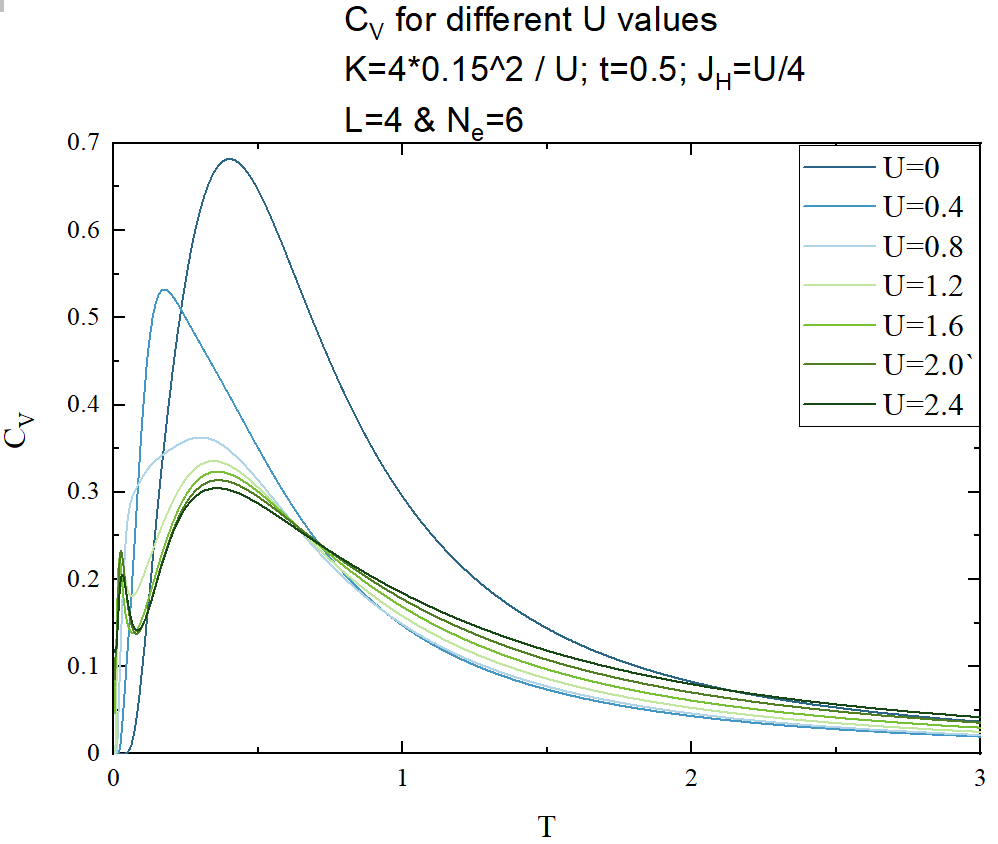 C_V for different U values
K=4*0.15^2 / U; t=0.5; J_H=U/4
L=4 & N_e=6
0.7
0.6
0.5
0.4
0.3
0.2
0.1
0
C_V
U=0
U=0.4
U=0.8
U=1.2
U=1.6
U=2.0`
U=2.4
0 1 2 3
T